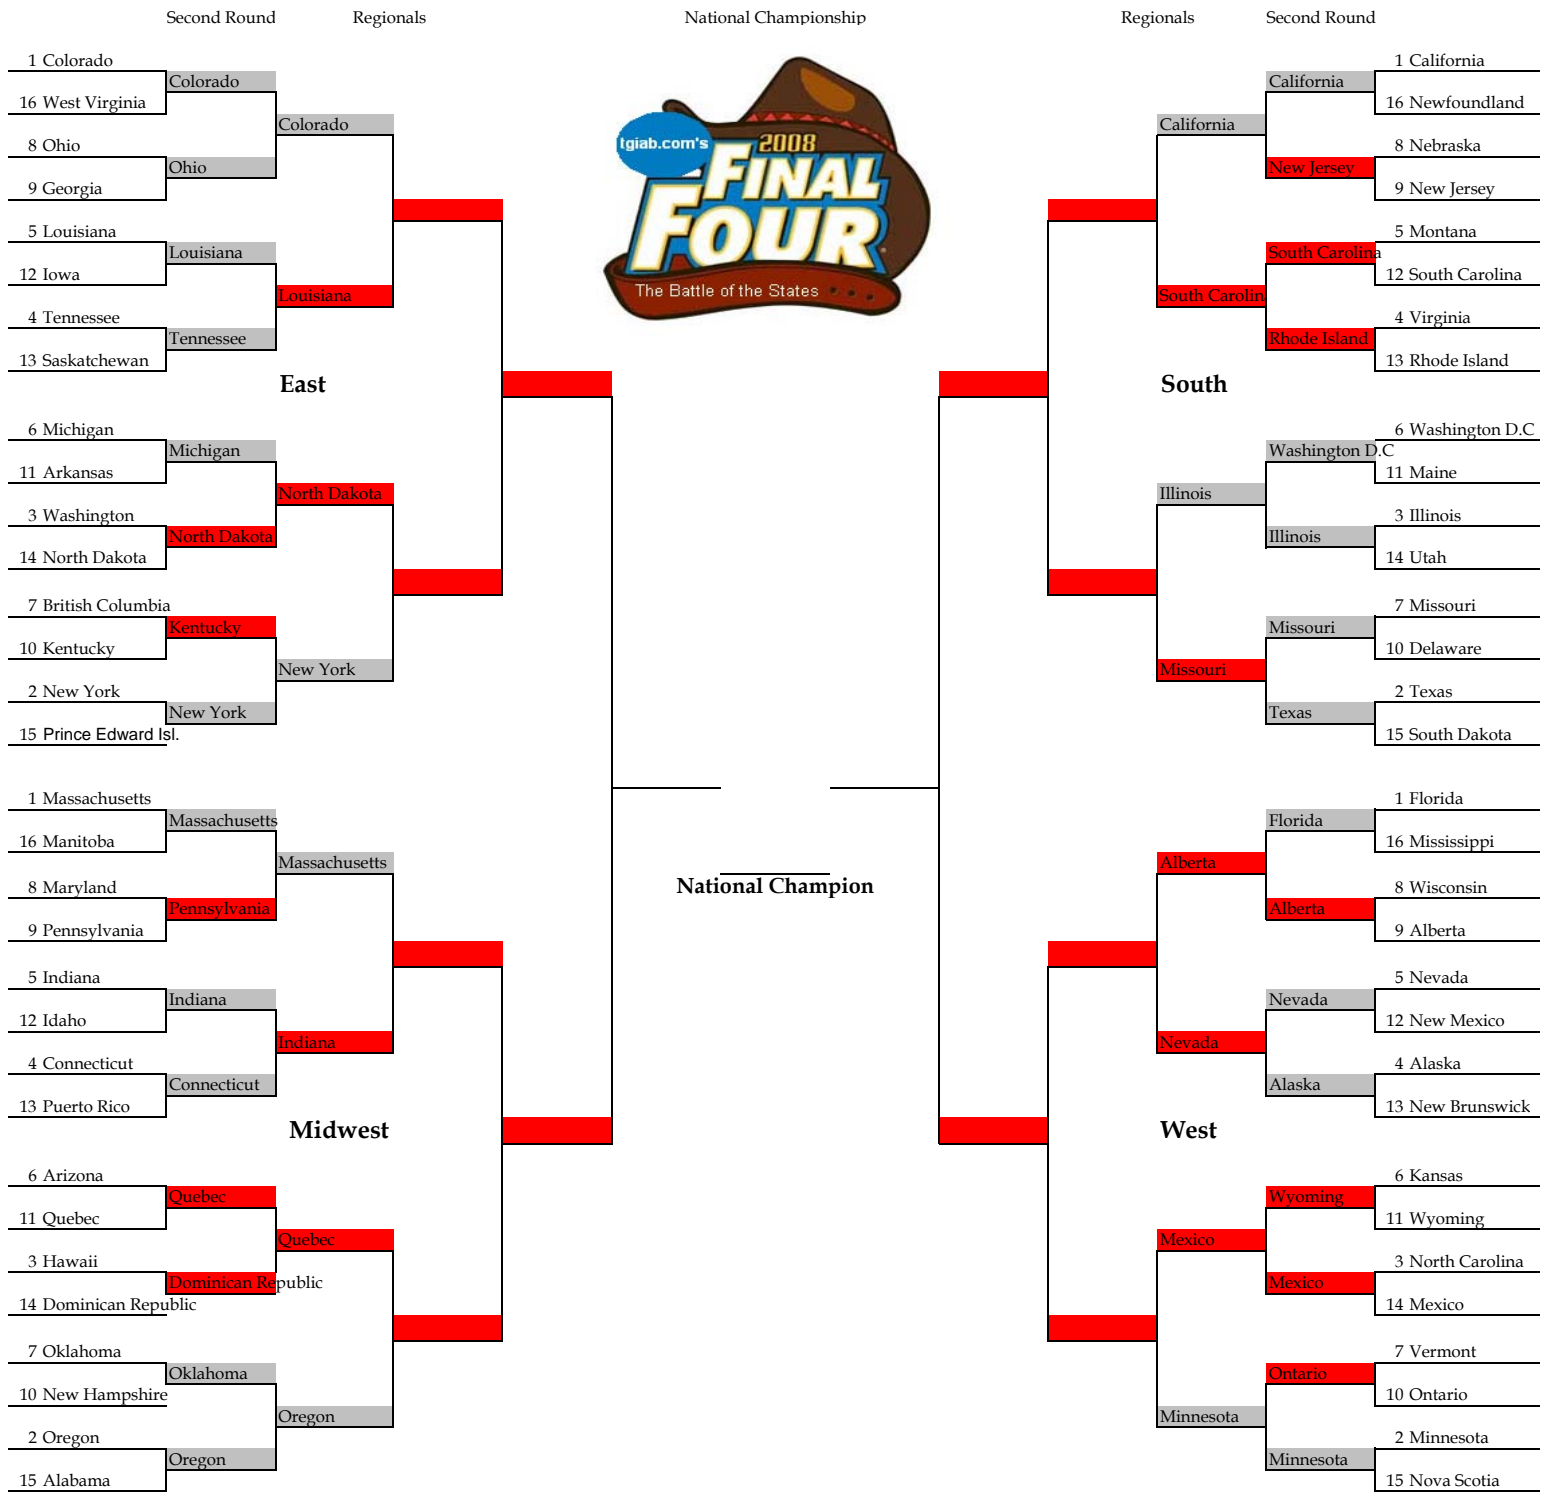 Second Round
Regionals
National Championship
Regionals
Second Round
1 Colorado
16 West Virginia
8 Ohio
9 Georgia
5 Louisiana
12 Iowa
4 Tennessee
13 Saskatchewan
Colorado
Ohio
Louisiana
Tennessee
Colorado
Louisiana
East
6 Michigan
11 Arkansas
3 Washington
14 North Dakota
7 British Columbia
10 Kentucky
2 New York
15 Prince Edward Isl.
Michigan
North Dakota
Kentucky
New York
North Dakota
New York
1 Massachusetts
16 Manitoba
8 Maryland
9 Pennsylvania
5 Indiana
12 Idaho
4 Connecticut
13 Puerto Rico
Massachusetts
Pennsylvania
Indiana
Connecticut
Massachusetts
Indiana
Midwest
6 Arizona
11 Quebec
3 Hawaii
14 Dominican Republic
7 Oklahoma
10 New Hampshire
2 Oregon
15 Alabama
Quebec
Dominican Republic
Oklahoma
Oregon
Quebec
Oregon
tgiab.com's
2008
FINAL
FOUR
The Battle of the States
National Champion
California
South Carolin
California
New Jersey
South Carolina
Rhode Island
1 California
16 Newfoundland
8 Nebraska
9 New Jersey
5 Montana
12 South Carolina
4 Virginia
13 Rhode Island
South
Illinois
Missouri
Washington D.C
Illinois
Missouri
Texas
6 Washington D.C
11 Maine
3 Illinois
14 Utah
7 Missouri
10 Delaware
2 Texas
15 South Dakota
Alberta
Nevada
Florida
Alberta
Nevada
Alaska
1 Florida
16 Mississippi
8 Wisconsin
9 Alberta
5 Nevada
12 New Mexico
4 Alaska
13 New Brunswick
West
Mexico
Minnesota
Wyoming
Mexico
Ontario
Minnesota
6 Kansas
11 Wyoming
3 North Carolina
14 Mexico
7 Vermont
10 Ontario
2 Minnesota
15 Nova Scotia